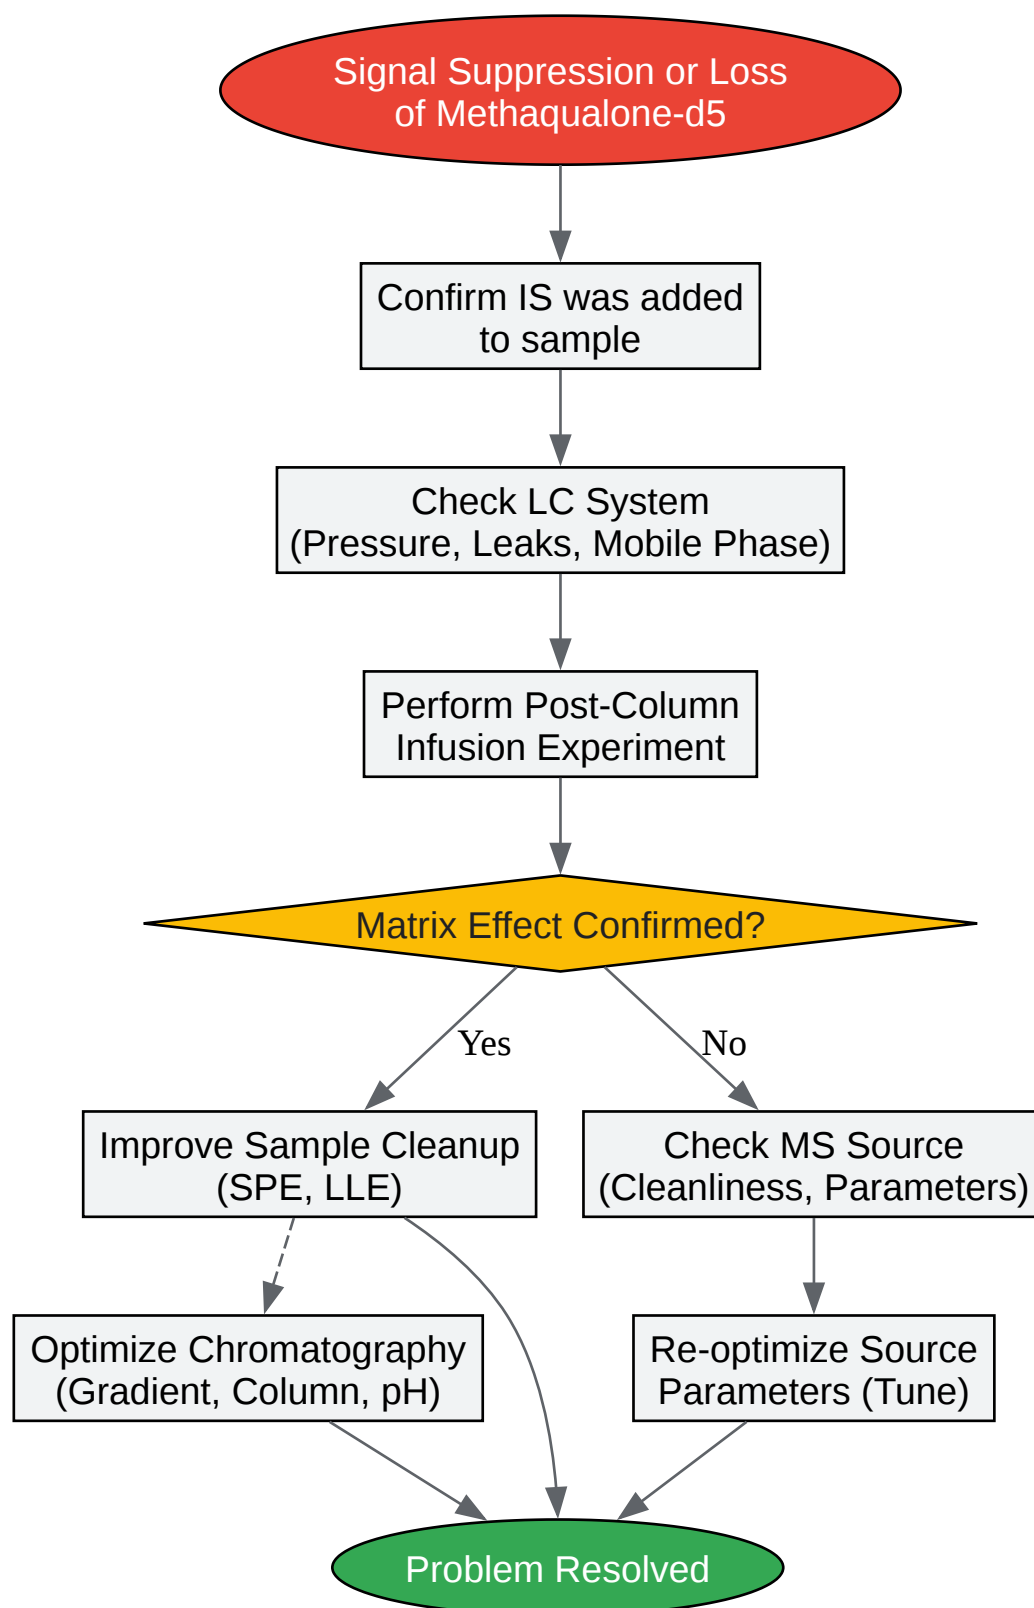 Signal Suppression or Loss
of Methaqualone-d5
Confirm IS was added
to sample
Check LC System
(Pressure, Leaks, Mobile Phase)
Perform Post-Column
Infusion Experiment
Matrix Effect Confirmed?
Yes
No
Improve Sample Cleanup
(SPE, LLE)
Check MS Source
(Cleanliness, Parameters)
Optimize Chromatography
(Gradient, Column, pH)
Re-optimize Source
Parameters (Tune)
Problem Resolved